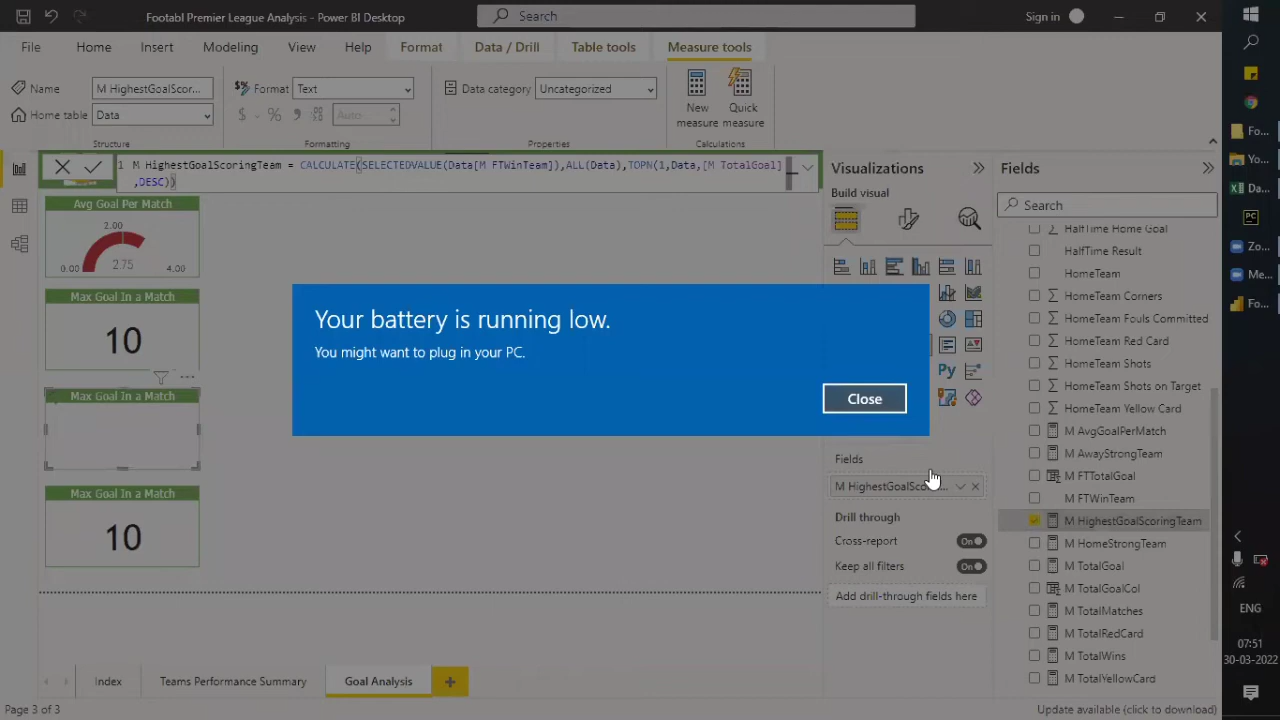 Footabl Premier League Analysis - Power BI Desktop
Search
Sign in
File
Home
Insert
Modeling
View
Help
Format
Data / Drill
Table tools
Measure tools
Name
M HighestGoalScor...
Home table
Data
Structure
Format
Text
$
%
Auto
Formatting
Data category
Uncategorized
Properties
New
measure
Quick
measure
Calculations
1 M HighestGoalScoringTeam = CALCULATE(SELECTEDVALUE(Data[M FTWinTeam]),ALL(Data),TOPN(1,Data,[M TotalGoal]
,DESC))
Avg Goal Per Match
2.00
2.75
0.00
4.00
Max Goal In a Match
10
Max Goal In a Match
Max Goal In a Match
10
Your battery is running low.
You might want to plug in your PC.
Close
Visualizations
Build visual
Py
Fields
M HighestGoalSco...
Drill through
Cross-report
On
Keep all filters
On
Add drill-through fields here
Fields
Search
HalfTime Home Goal
HalfTime Result
HomeTeam
HomeTeam Corners
HomeTeam Fouls Committed
HomeTeam Red Card
HomeTeam Shots
HomeTeam Shots on Target
HomeTeam Yellow Card
M AvgGoalPerMatch
M AwayStrongTeam
M FTTotalGoal
M FTWinTeam
M HighestGoalScoringTeam
M HomeStrongTeam
M TotalGoal
M TotalGoalCol
M TotalMatches
M TotalRedCard
M TotalWins
M TotalYellowCard
Index
Teams Performance Summary
Goal Analysis
Page 3 of 3
Update available (click to download)
Fo...
Yo...
Da...
PC
Zo...
Me...
Fo...
ENG
07:51
30-03-2022